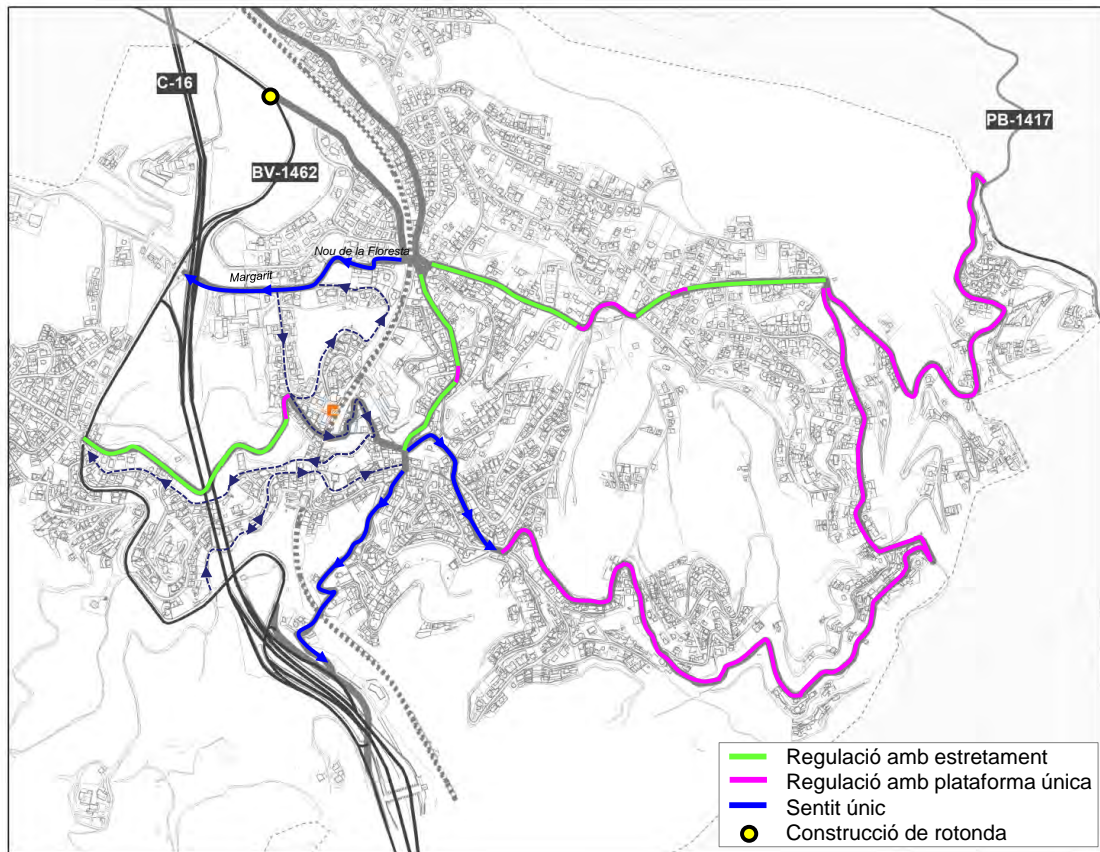 C-16
PB-1417
BV-1462
Nou de la Floresta
Margarit
Regulació amb estretament
Regulació amb plataforma única
Sentit únic
Construcció de rotonda